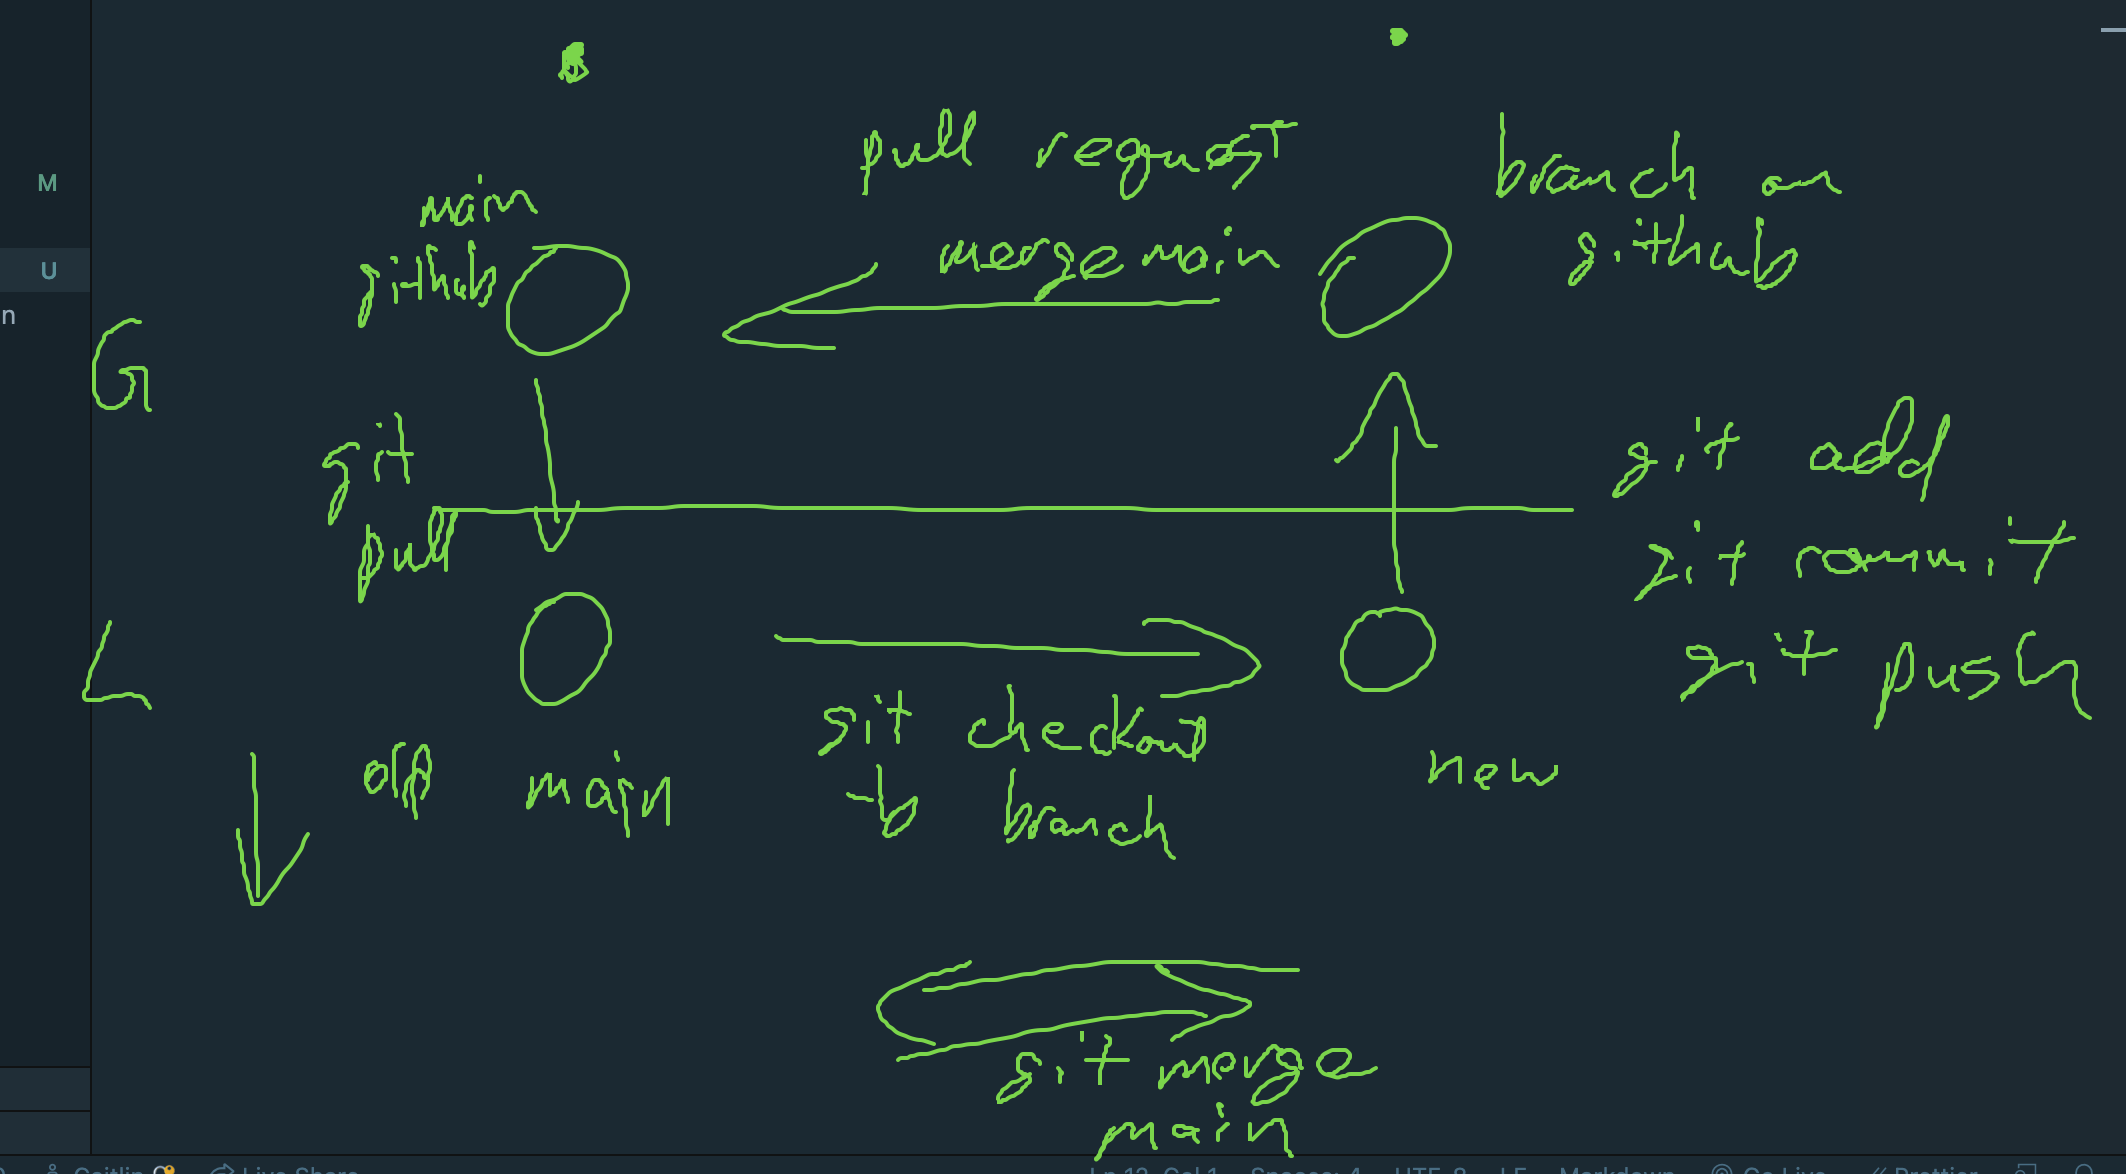 M
U
n
pull request
main
github
merge main
branch on
github
G
git
pull
git add
git commit
git push
L
main
git checkout
-b branch
new
git merge
main
Caitlin
Live Share
Ln 12, Col 1
Spaces: 4
UTF-8
LF
Markdown
Go Live
Prettier